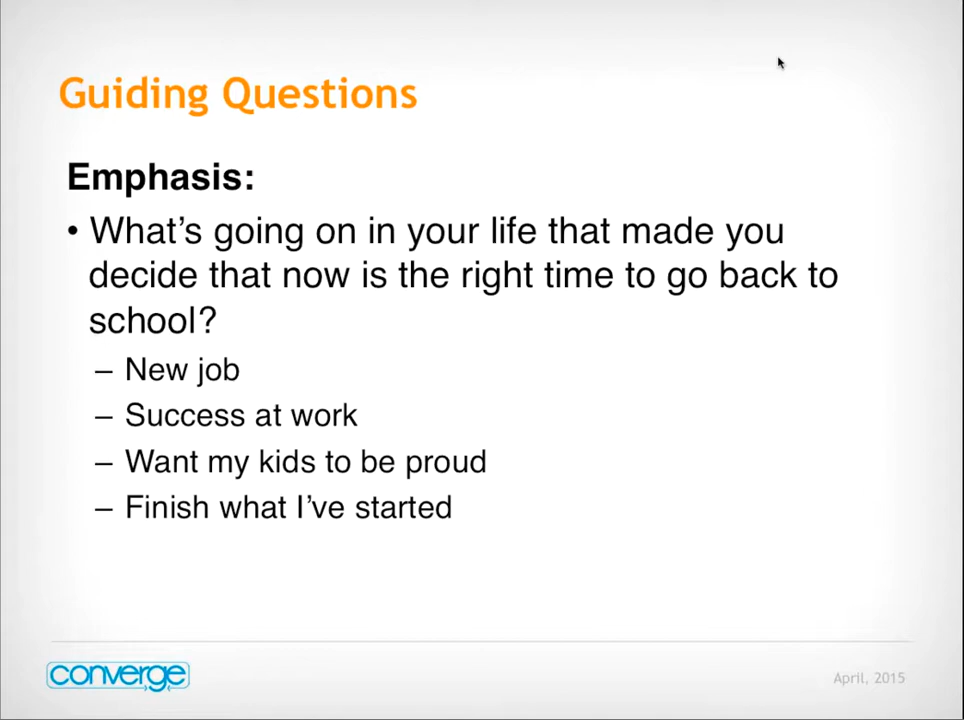 Guiding Questions
Emphasis:
• What’s going on in your life that made you
decide that now is the right time to go back to
school?
– New job
– Success at work
– Want my kids to be proud
– Finish what I’ve started
converge
April, 2015